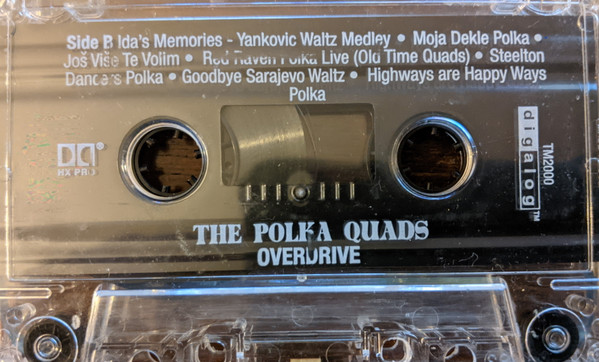 Side B Ida's Memories - Yankovic Waltz Medley • Moja Dekle Polka •
Još Više Te Volim • Red Raven Polka Live (Old Time Quads) • Steelton
Dancers Polka • Goodbye Sarajevo Waltz • Highways are Happy Ways
Polka
HX PRO
digalog™
TM2000
THE POLKA QUADS
OVERDRIVE